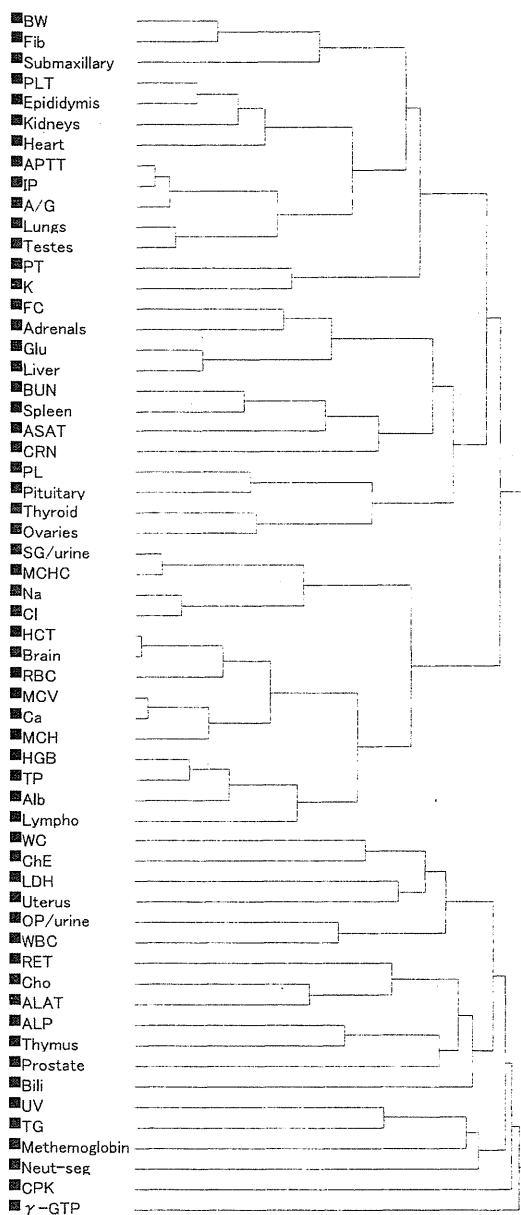 BW
Fib
Submaxillary
PLT
Epididymis
Kidneys
Heart
APTT
IP
A/G
Lungs
Testes
PT
K
FC
Adrenals
Glu
Liver
BUN
Spleen
ASAT
CRN
PL
Pituitary
Thyroid
Ovaries
SG/urine
MCHC
Na
Cl
HCT
Brain
RBC
MCV
Ca
MCH
HGB
TP
Alb
Lympho
WC
ChE
LDH
Uterus
OP/urine
WBC
RET
Cho
ALAT
ALP
Thymus
Prostate
Bili
UV
TG
Methemoglobin
Neut-seg
CPK
γ-GTP